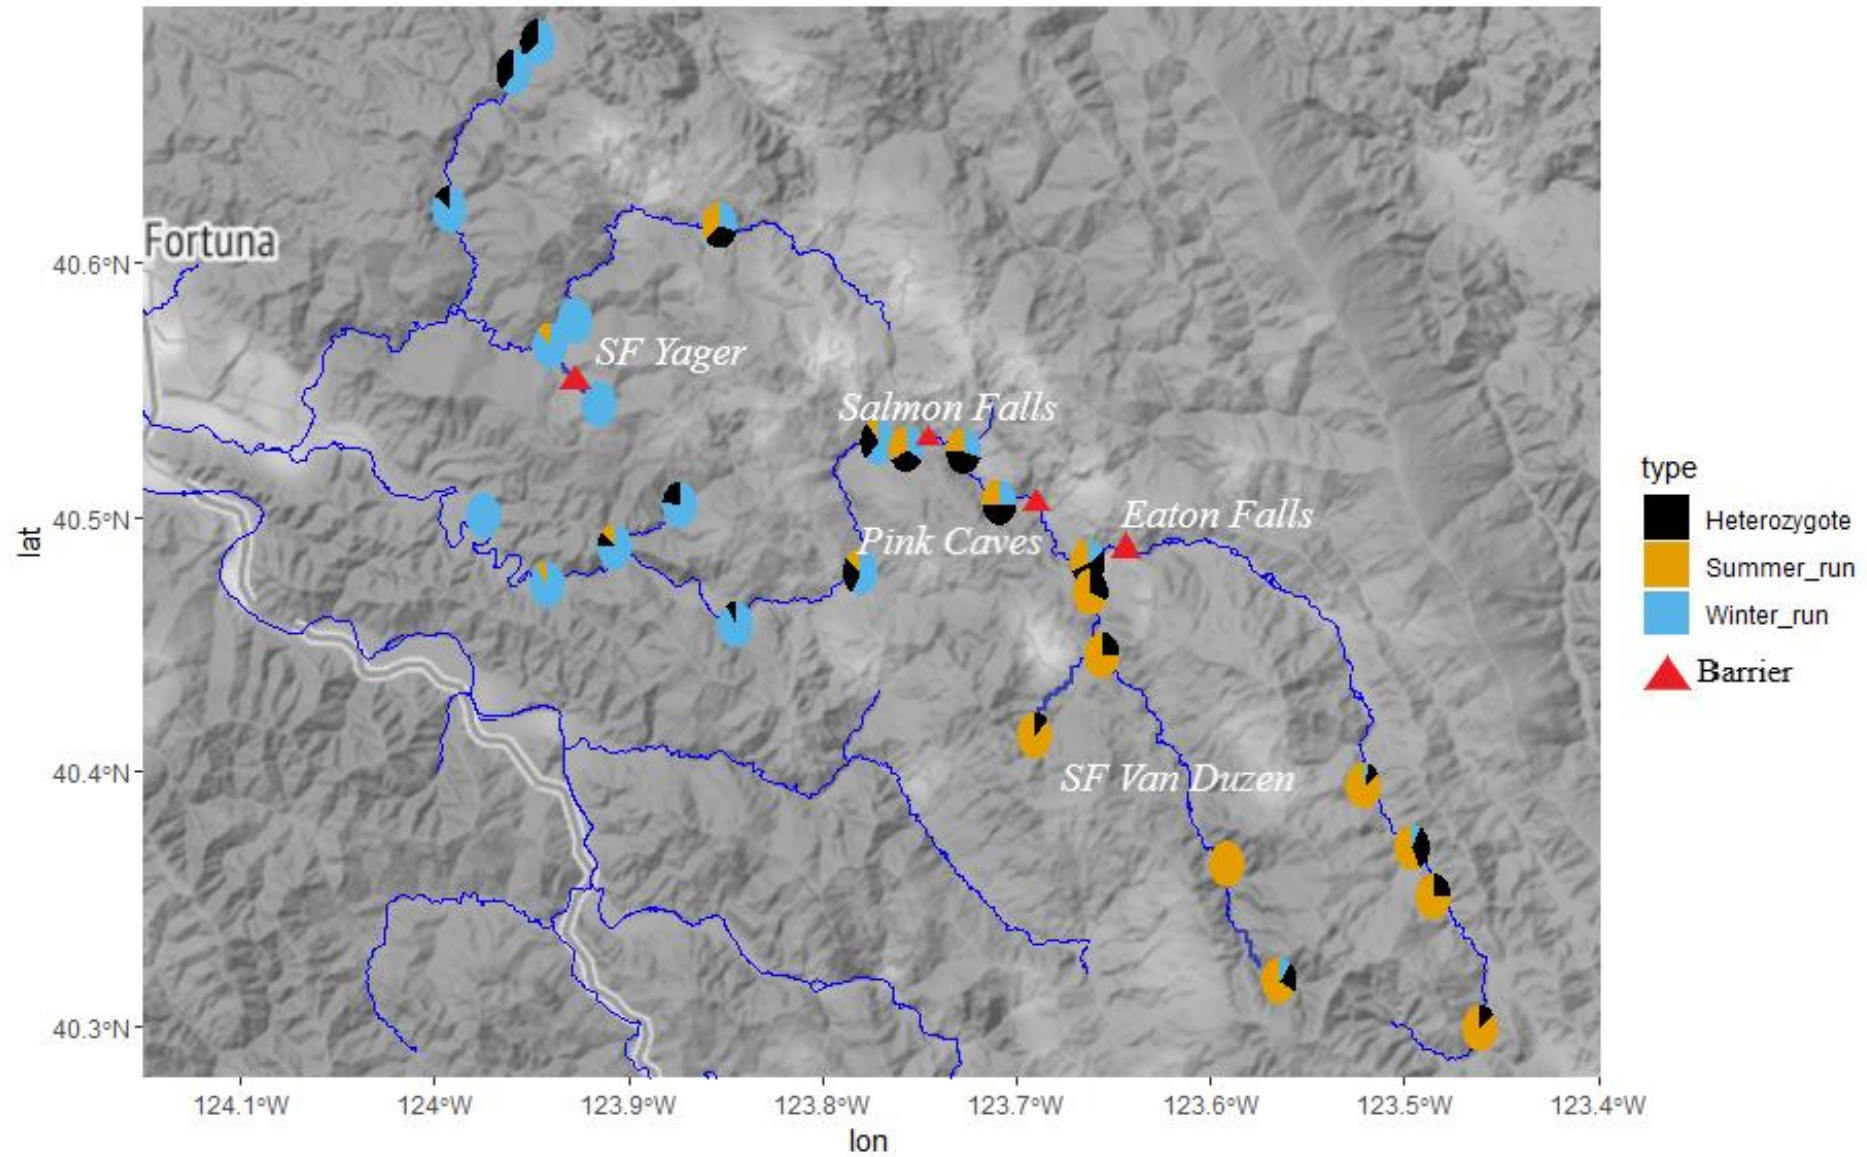 Fortuna
SF Yager
Salmon Falls
Eaton Falls
Pink Caves
SF Van Duzen
lat
40.6°N
40.5°N
40.4°N
40.3°N
124.1°W
124°W
123.9°W
123.8°W
123.7°W
123.6°W
123.5°W
123.4°W
lon
type
Heterozygote
Summer_run
Winter_run
Barrier